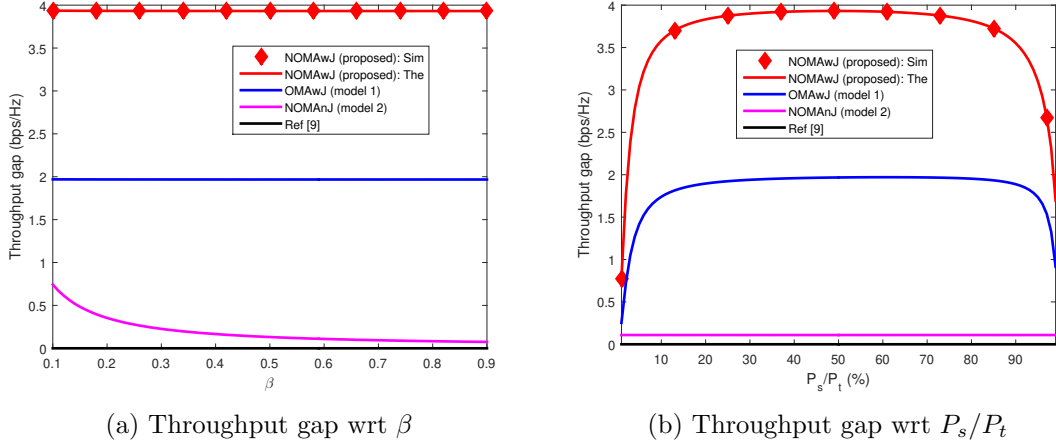 4
3.5
3
2.5
2
1.5
1
0.5
0
Throughput gap (bps/Hz)
NOMAwJ (proposed): Sim
NOMAwJ (proposed): The
OMAwJ (model 1)
NOMAnJ (model 2)
Ref [9]
0.1 0.2 0.3 0.4 0.5 0.6 0.7 0.8 0.9
β
(a) Throughput gap wrt β
4
3.5
3
2.5
2
1.5
1
0.5
0
Throughput gap (bps/Hz)
NOMAwJ (proposed): Sim
NOMAwJ (proposed): The
OMAwJ (model 1)
NOMAnJ (model 2)
Ref [9]
10 20 30 40 50 60 70 80 90
P_s/P_t (%)
(b) Throughput gap wrt P_s/P_t